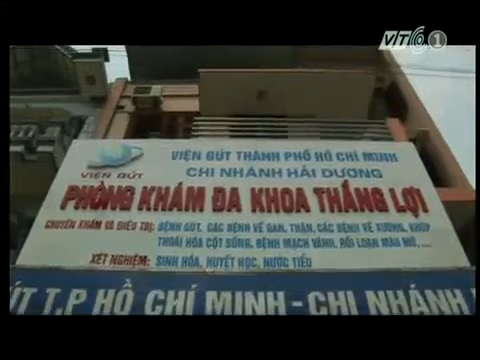 VTC 1
VIỆN GÚT THÀNH PHỐ HỒ CHÍ MINH
CHI NHÁNH HẢI DƯƠNG
VIỆN GÚT
PHÒNG KHÁM ĐA KHOA THẮNG LỢI
CHUYÊN KHÁM VÀ ĐIỀU TRỊ: BỆNH GÚT, CÁC BỆNH VỀ GAN, THẬN, CÁC BỆNH VỀ XƯƠNG, KHỚP
THOÁI HÓA CỘT SỐNG, BỆNH MẠCH VÀNH, RỐI LOẠN MÁU MỠ,....
XÉT NGHIỆM: SINH HÓA, HUYẾT HỌC, NƯỚC TIỂU
ÚT T.P HỒ CHÍ MINH - CHI NHÁNH